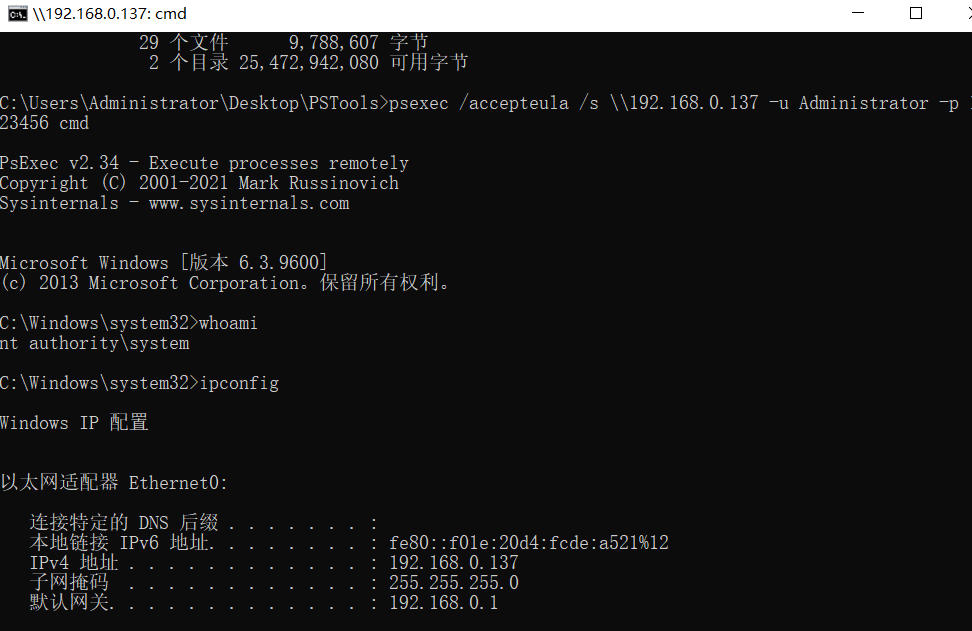 \\192.168.0.137: cmd
29 个文件 9,788,607 字节
2 个目录 25,472,942,080 可用字节
C:\Users\Administrator\Desktop\PSTools>psexec /accepteula /s \\192.168.0.137 -u Administrator -p
23456 cmd
PsExec v2.34 - Execute processes remotely
Copyright (C) 2001-2021 Mark Russinovich
Sysinternals - www.sysinternals.com
Microsoft Windows [版本 6.3.9600]
(c) 2013 Microsoft Corporation。保留所有权利。
C:\Windows\system32>whoami
nt authority\system
C:\Windows\system32>ipconfig
Windows IP 配置
以太网适配器 Ethernet0:
连接特定的 DNS 后缀 . . . . . . . :
本地链接 IPv6 地址. . . . . . . . : fe80::f01e:20d4:fcde:a521%12
IPv4 地址 . . . . . . . . . . . . : 192.168.0.137
子网掩码 . . . . . . . . . . . . : 255.255.255.0
默认网关. . . . . . . . . . . . . : 192.168.0.1